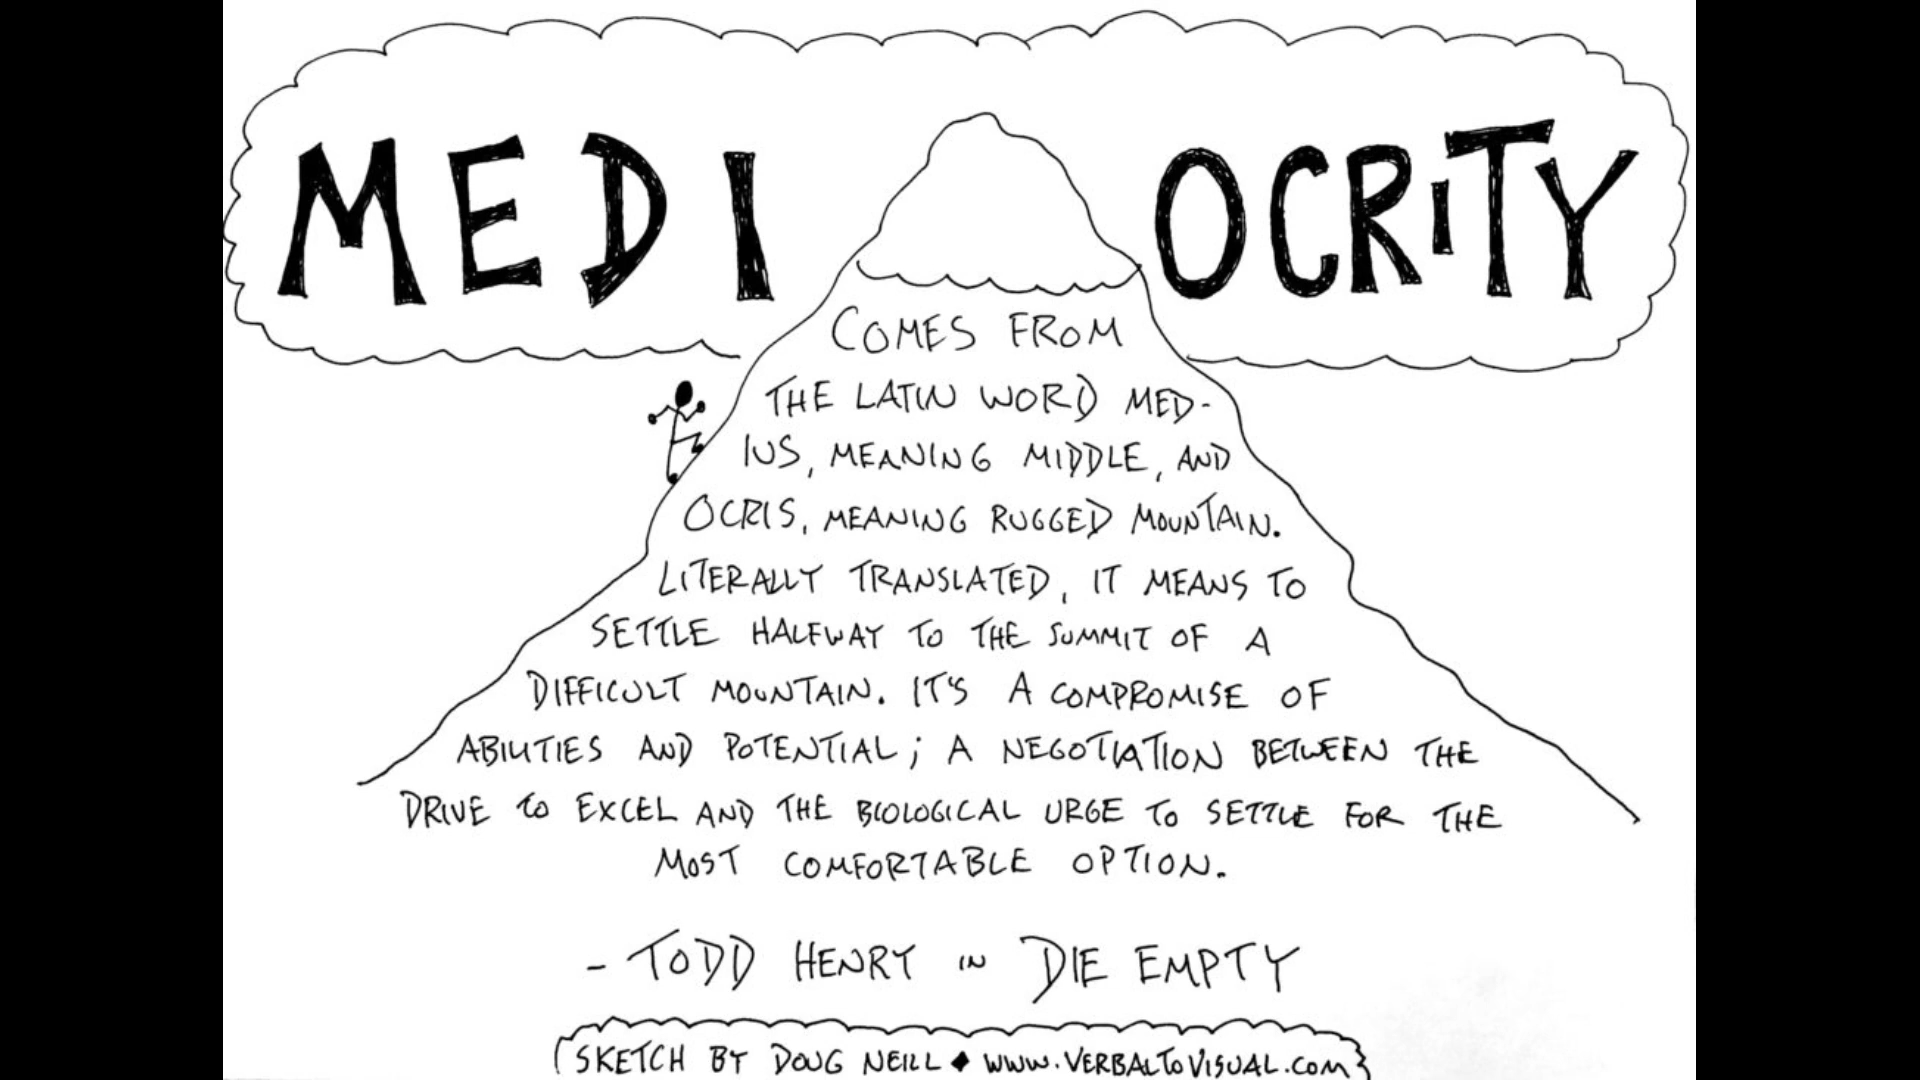 MEDI OCRITY
COMES FROM
THE LATIN WORD MED-
IUS, MEANING MIDDLE, AND
OCRIS, MEANING RUGGED MOUNTAIN.
LITERALLY TRANSLATED, IT MEANS TO
SETTLE HALFWAY TO THE SUMMIT OF A
DIFFICULT MOUNTAIN. IT'S A COMPROMISE OF
ABILITIES AND POTENTIAL; A NEGOTIATION BETWEEN THE
DRIVE TO EXCEL AND THE BIOLOGICAL URGE TO SETTLE FOR THE
MOST COMFORTABLE OPTION.
- TODD HENRY IN DIE EMPTY
SKETCH BY DOUG NEILL ◆ WWW.VERBALTOVISUAL.COM